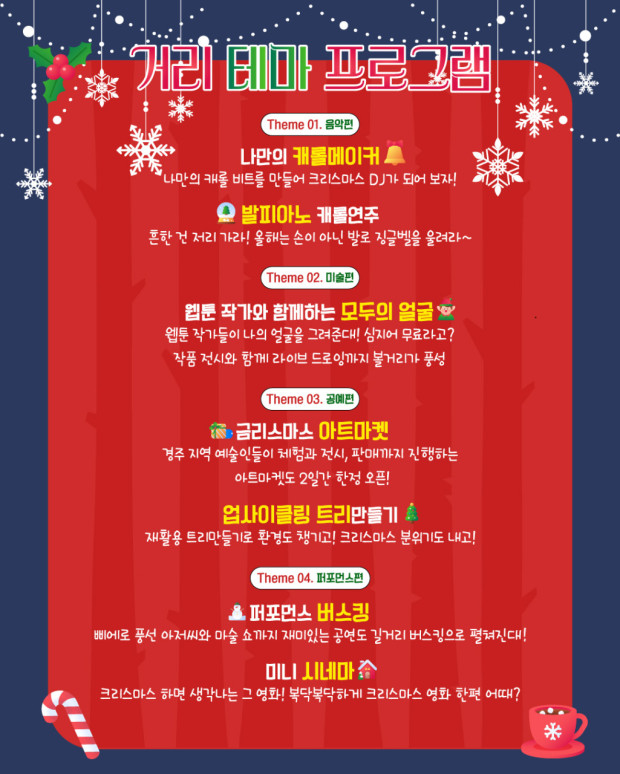 거리 테마 프로그램
Theme 01. 음악편
나만의 캐롤메이커
나만의 캐롤 비트를 만들어 크리스마스 DJ가 되어 보자!
발피아노 캐롤연주
흔한 건 저리 가라! 올해는 손이 아닌 발로 징글벨을 울려라~
Theme 02. 미술편
웹툰 작가와 함께하는 모두의 얼굴
웹툰 작가들이 나의 얼굴을 그려준대! 심지어 무료라고?
작품 전시와 함께 라이브 드로잉까지 볼거리가 풍성
Theme 03. 공예편
금리스마스 아트마켓
경주 지역 예술인들이 체험과 전시, 판매까지 진행하는
아트마켓도 2일간 한정 오픈!
업사이클링 트리만들기
재활용 트리만들기로 환경도 챙기고! 크리스마스 분위기도 내고!
Theme 04. 퍼포먼스편
퍼포먼스 버스킹
삐에로 풍선 아저씨와 마술 쇼까지 재미있는 공연도 길거리 버스킹으로 펼쳐진대!
미니 시네마
크리스마스 하면 생각나는 그 영화! 복닥복닥하게 크리스마스 영화 한편 어때?